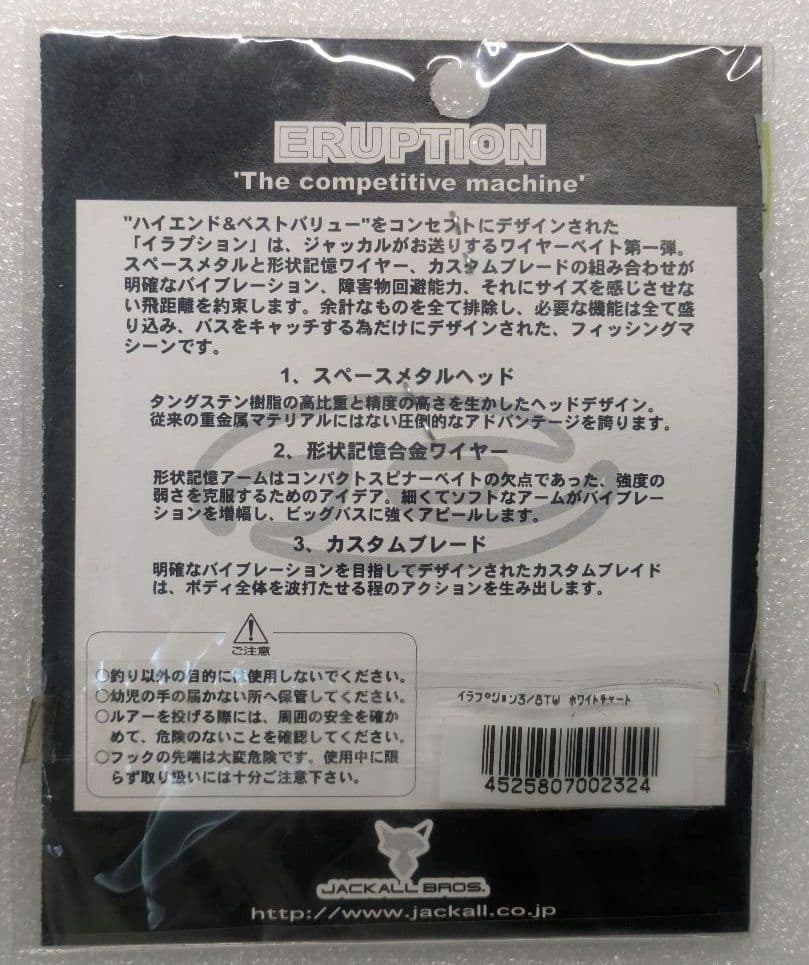 ERUPTION
'The competitive machine'
"ハイエンド&ベストバリュー"をコンセプトにデザインされた
「イラプション」は、ジャッカルがお送りするワイヤーベイト第一弾。
スペースメタルと形状記憶ワイヤー、カスタムブレードの組み合わせが
明確なバイブレーション、障害物回避能力、それにサイズを感じさせな
い飛距離を約束します。余計なものを全て排除し、必要な機能は全て盛
り込み、バスをキャッチする為だけにデザインされた、フィッシングマ
シーンです。
1、スペースメタルヘッド
タングステン樹脂の高比重と精度の高さを生かしたヘッドデザイン。
従来の重金属マテリアルにはない圧倒的なアドバンテージを誇ります。
2、形状記憶合金ワイヤー
形状記憶アームはコンパクトスピナーベイトの欠点であった、強度の
弱さを克服するためのアイデア。細くてソフトなアームがバイブレー
ションを増幅し、ビッグバスに強くアピールします。
3、カスタムブレード
明確なバイブレーションを目指してデザインされたカスタムブレイド
は、ボディ全体を波打たせる程のアクションを生み出します。
ご注意
○釣り以外の目的には使用しないでください。
○幼児の手の届かない所へ保管してください。
○ルアーを投げる際には、周囲の安全を確か
めて、危険のないことを確認してください。
○フックの先端は大変危険です。使用中に限
らず取り扱いには十分ご注意下さい。
イラプション3/8TW ホワイトチャート
4525807002324
JACKALL BROS.
http://www.jackall.co.jp